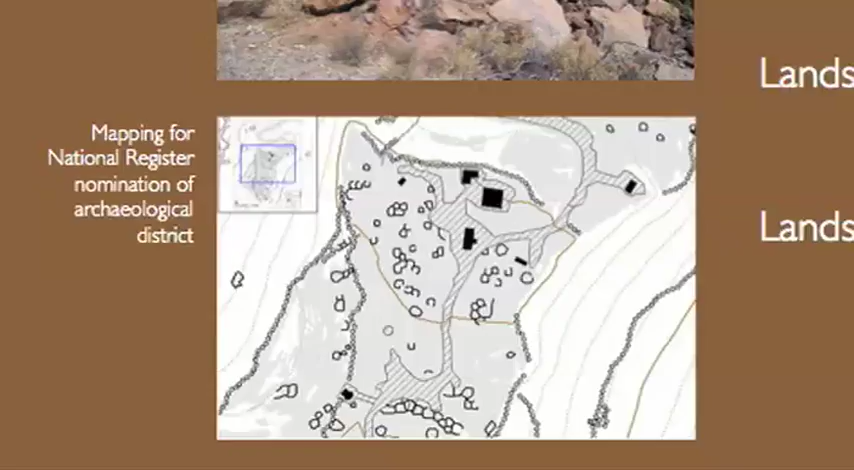 Mapping for
National Register
nomination of
archaeological
district
Lands
Lands